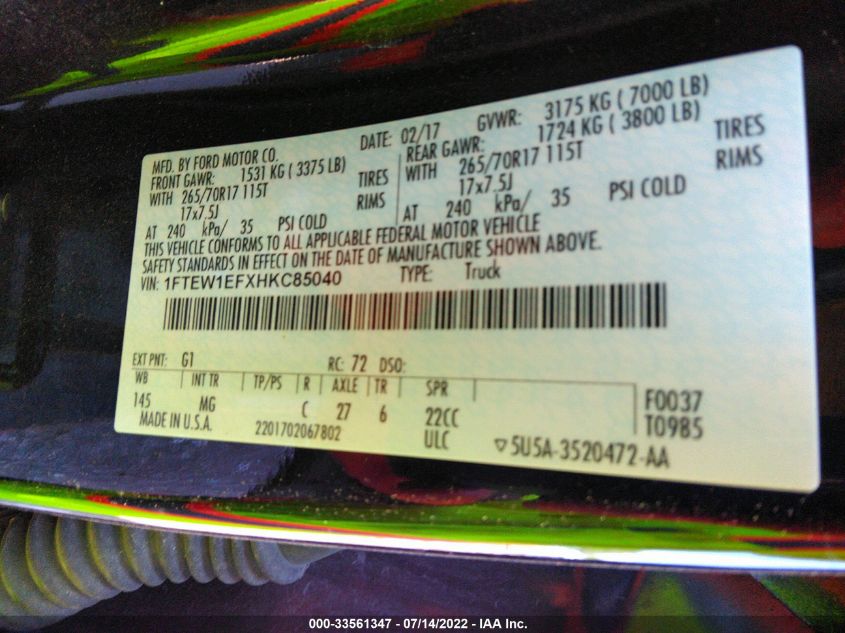 MFD. BY FORD MOTOR CO. DATE: 02/17 GVWR: 3175 KG ( 7000 LB)
FRONT GAWR: 1531 KG ( 3375 LB) REAR GAWR: 1724 KG ( 3800 LB)
WITH 265/70R17 115T TIRES WITH 265/70R17 115T TIRES
17x7.5J RIMS 17x7.5J RIMS
AT 240 kPa/ 35 PSI COLD AT 240 kPa/ 35 PSI COLD
THIS VEHICLE CONFORMS TO ALL APPLICABLE FEDERAL MOTOR VEHICLE
SAFETY STANDARDS IN EFFECT ON THE DATE OF MANUFACTURE SHOWN ABOVE.
VIN: 1FTEW1EFXHKC85040 TYPE: Truck
EXT PNT: G1 RC: 72 DSO:
WB INT TR TP/PS R AXLE TR SPR
145 MG C 27 6 22CC F0037
MADE IN U.S.A. 2201702067802 ULC T0985
▽5U5A-3520472-AA
000-33561347 - 07/14/2022 - IAA Inc.